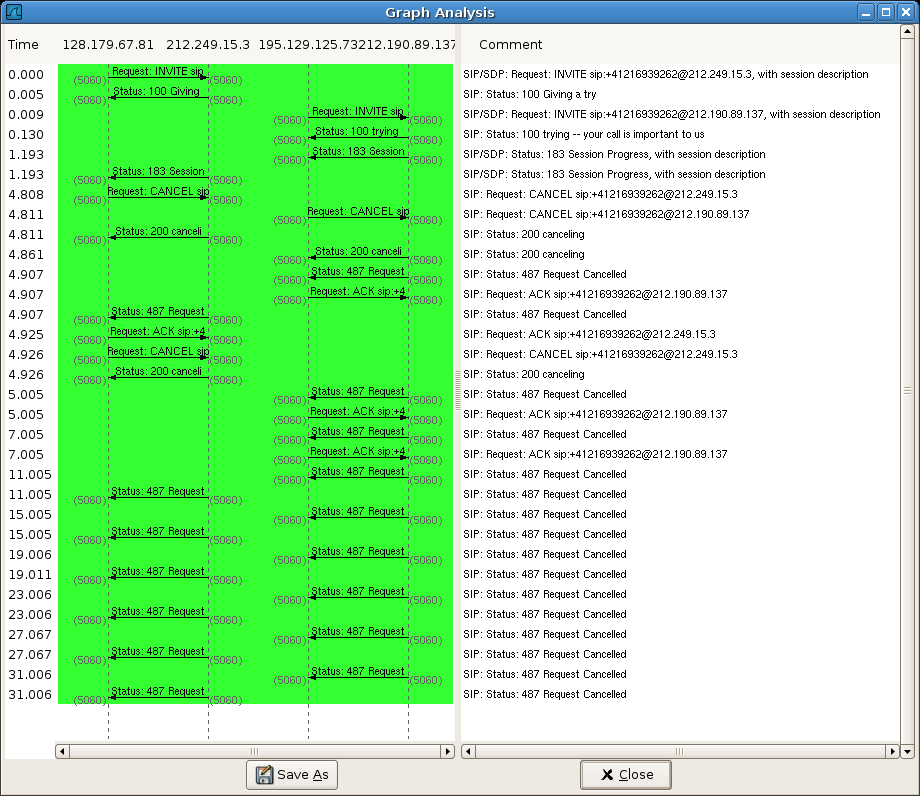 Graph Analysis
Time 128.179.67.81 212.249.15.3 195.129.125.73212.190.89.137 Comment
0.000 (5060) Request: INVITE sip (5060) SIP/SDP: Request: INVITE sip:+41216939262@212.249.15.3, with session description
0.005 (5060) Status: 100 Giving (5060) SIP: Status: 100 Giving a try
0.009 (5060) Request: INVITE sip (5060) SIP/SDP: Request: INVITE sip:+41216939262@212.190.89.137, with session description
0.130 (5060) Status: 100 trying (5060) SIP: Status: 100 trying -- your call is important to us
1.193 (5060) Status: 183 Session (5060) SIP/SDP: Status: 183 Session Progress, with session description
1.193 (5060) Status: 183 Session (5060) SIP/SDP: Status: 183 Session Progress, with session description
4.808 (5060) Request: CANCEL sip (5060) SIP: Request: CANCEL sip:+41216939262@212.249.15.3
4.811 (5060) Request: CANCEL sip (5060) SIP: Request: CANCEL sip:+41216939262@212.190.89.137
4.811 (5060) Status: 200 canceli (5060) SIP: Status: 200 canceling
4.861 (5060) Status: 200 canceli (5060) SIP: Status: 200 canceling
4.907 (5060) Status: 487 Request (5060) SIP: Status: 487 Request Cancelled
4.907 (5060) Request: ACK sip:+4 (5060) SIP: Request: ACK sip:+41216939262@212.190.89.137
4.907 (5060) Status: 487 Request (5060) SIP: Status: 487 Request Cancelled
4.925 (5060) Request: ACK sip:+4 (5060) SIP: Request: ACK sip:+41216939262@212.249.15.3
4.926 (5060) Request: CANCEL sip (5060) SIP: Request: CANCEL sip:+41216939262@212.249.15.3
4.926 (5060) Status: 200 canceli (5060) SIP: Status: 200 canceling
5.005 (5060) Status: 487 Request (5060) SIP: Status: 487 Request Cancelled
5.005 (5060) Request: ACK sip:+4 (5060) SIP: Request: ACK sip:+41216939262@212.190.89.137
7.005 (5060) Status: 487 Request (5060) SIP: Status: 487 Request Cancelled
7.005 (5060) Request: ACK sip:+4 (5060) SIP: Request: ACK sip:+41216939262@212.190.89.137
11.005 (5060) Status: 487 Request (5060) SIP: Status: 487 Request Cancelled
11.005 (5060) Status: 487 Request (5060) SIP: Status: 487 Request Cancelled
15.005 (5060) Status: 487 Request (5060) SIP: Status: 487 Request Cancelled
15.005 (5060) Status: 487 Request (5060) SIP: Status: 487 Request Cancelled
19.006 (5060) Status: 487 Request (5060) SIP: Status: 487 Request Cancelled
19.011 (5060) Status: 487 Request (5060) SIP: Status: 487 Request Cancelled
23.006 (5060) Status: 487 Request (5060) SIP: Status: 487 Request Cancelled
23.006 (5060) Status: 487 Request (5060) SIP: Status: 487 Request Cancelled
27.067 (5060) Status: 487 Request (5060) SIP: Status: 487 Request Cancelled
27.067 (5060) Status: 487 Request (5060) SIP: Status: 487 Request Cancelled
31.006 (5060) Status: 487 Request (5060) SIP: Status: 487 Request Cancelled
31.006 (5060) Status: 487 Request (5060) SIP: Status: 487 Request Cancelled
Save As Close